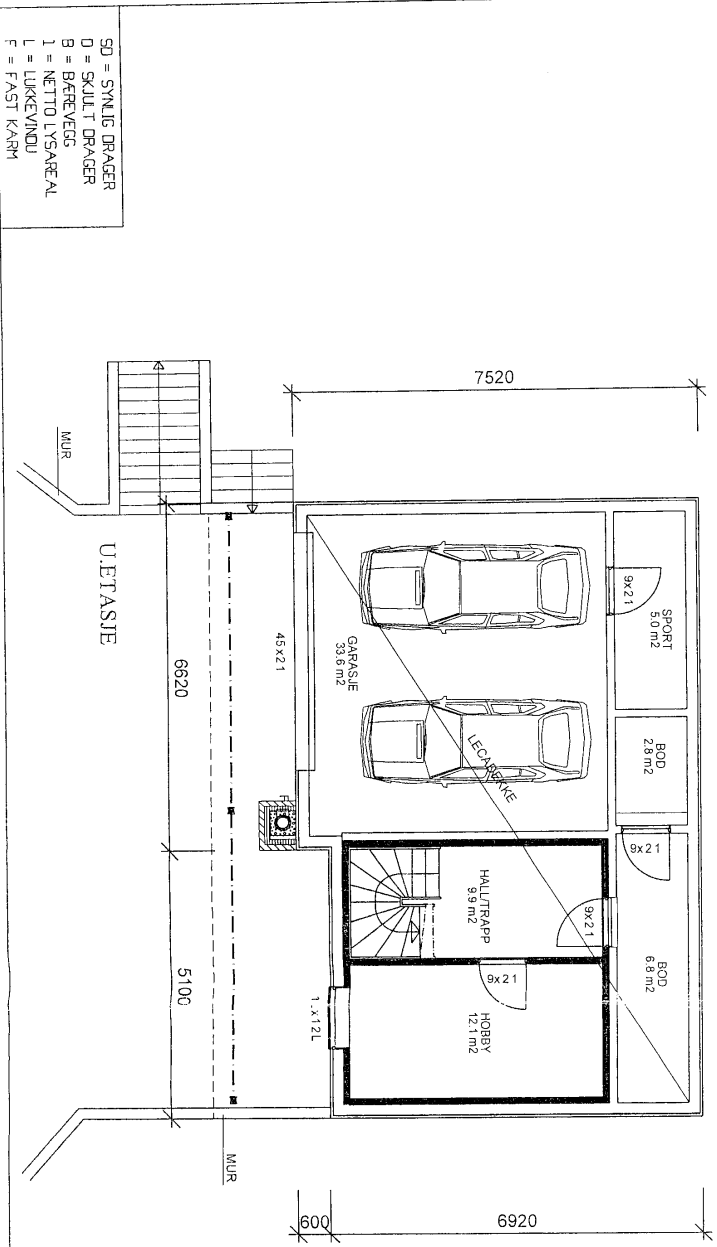 SD = SYNLIG DRAGER
D = SKJULT DRAGER
B = BÆREVEGG
1 = NETTO LYSAREAL
L = LUKKEVINDU
F = FAST KARM
7520
MUR
U.ETASJE
6620
5100
45x21
GARASJE
33.6 m2
LECADEKKE
SPORT
5.0 m2
9x21
BOD
2.8 m2
9x21
BOD
6.8 m2
9x21
HALL/TRAPP
9.9 m2
9x21
HOBBY
12.1 m2
1.x12L
MUR
600
6920